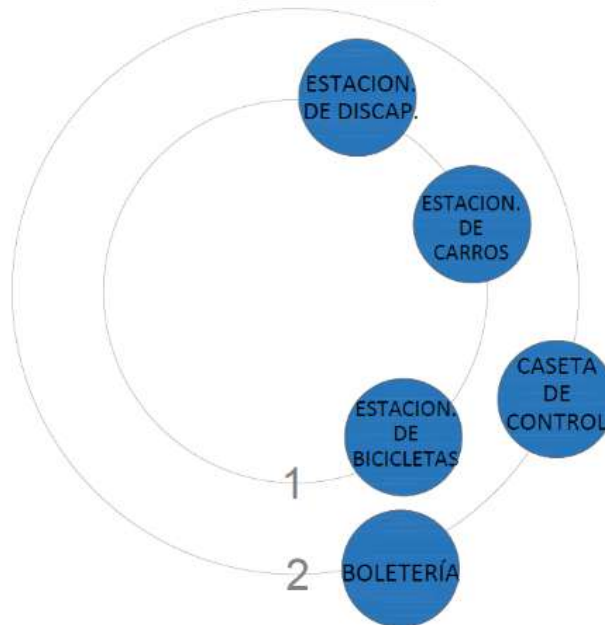 ESTACION.
DE DISCAP.
ESTACION.
DE
CARROS
CASETA
DE
CONTROL
ESTACION.
DE
BICICLETAS
1
BOLETERÍA
2